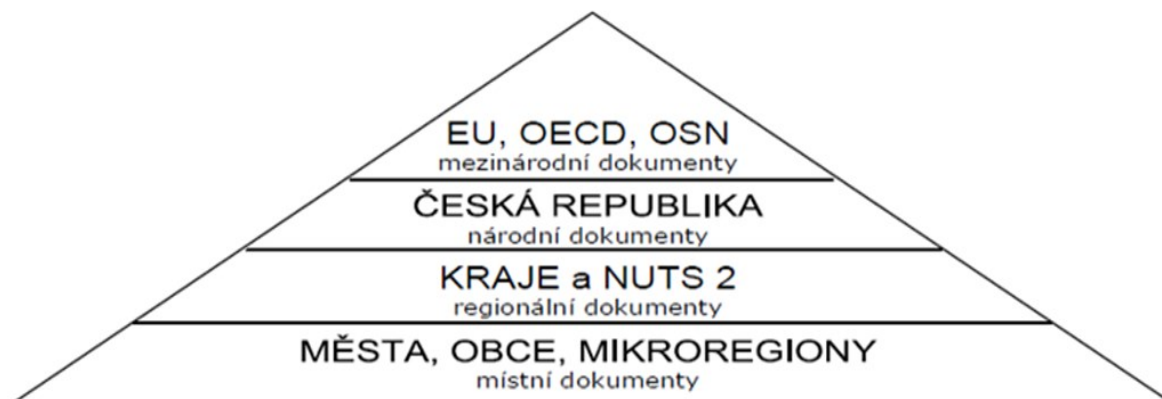 EU, OECD, OSN
mezinárodní dokumenty
ČESKÁ REPUBLIKA
národní dokumenty
KRAJE a NUTS 2
regionální dokumenty
MĚSTA, OBCE, MIKROREGIONY
místní dokumenty